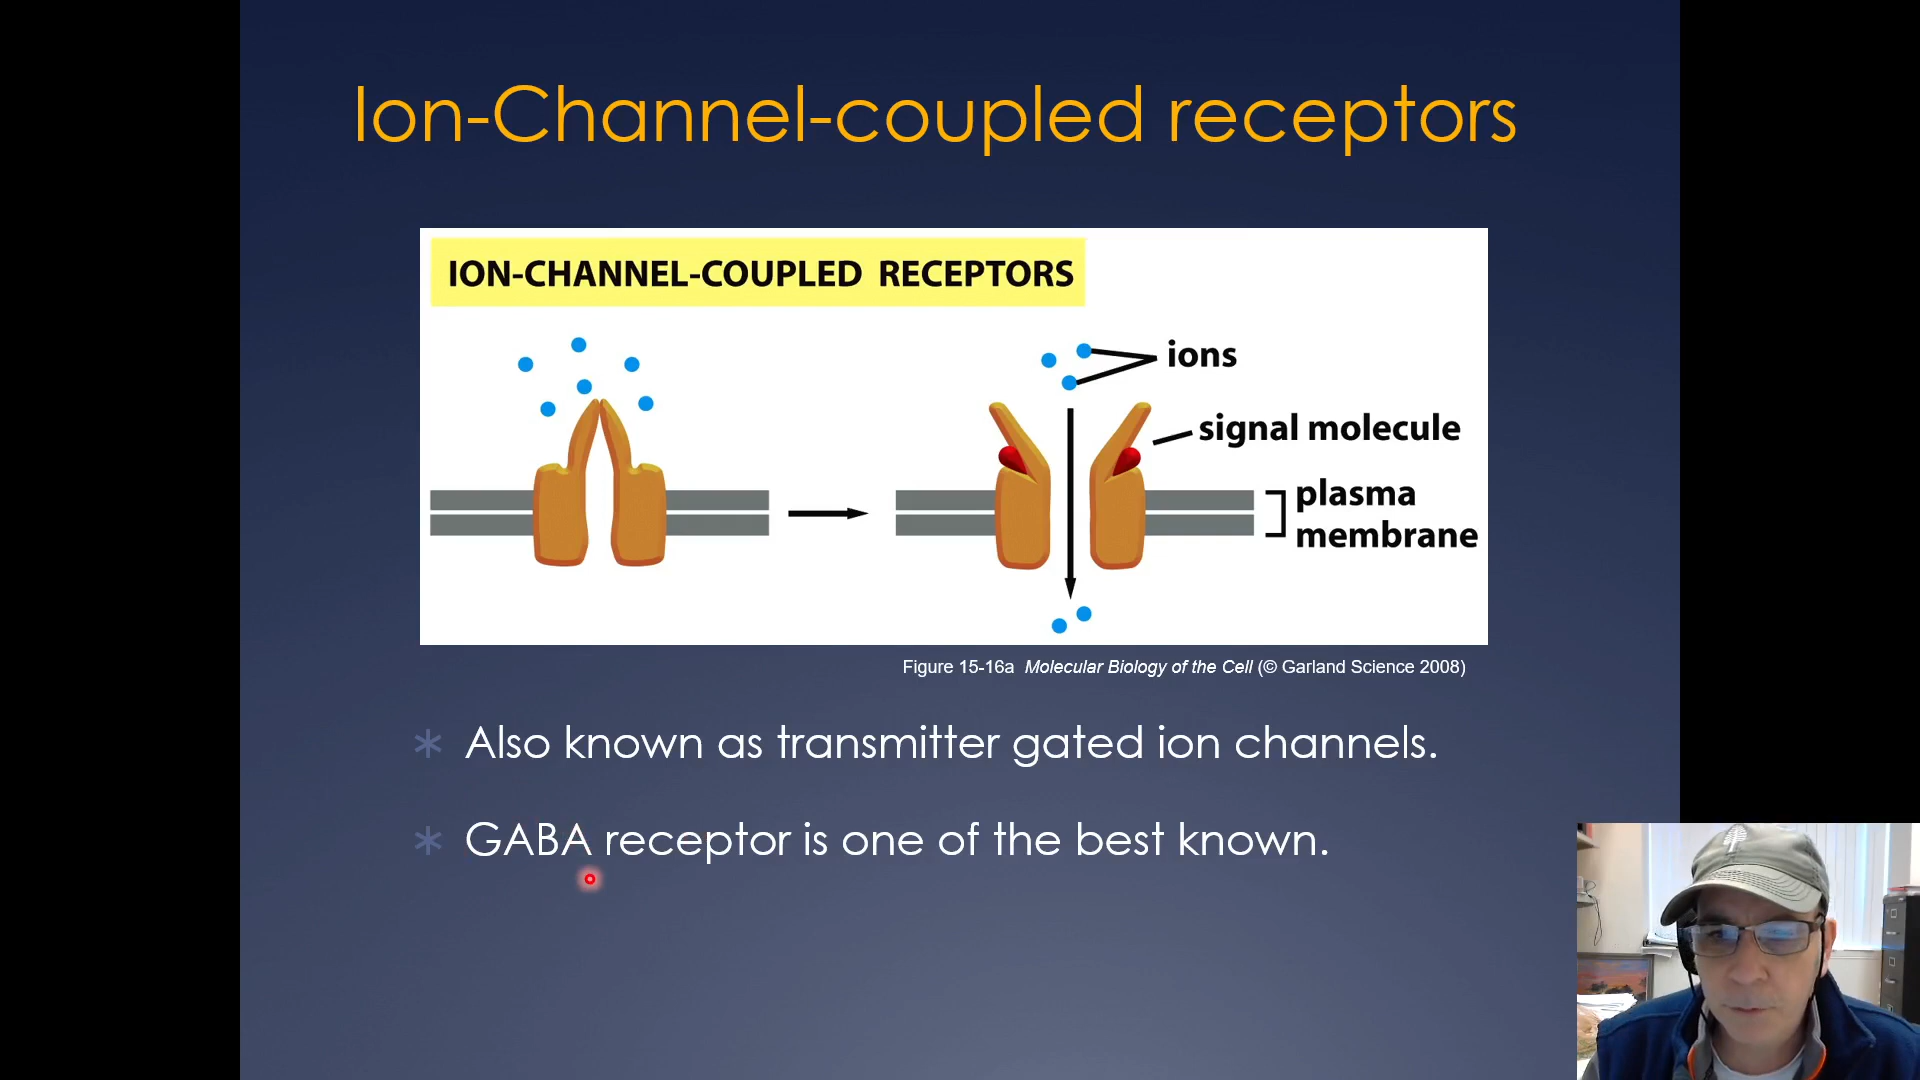 Ion-Channel-coupled receptors
ION-CHANNEL-COUPLED RECEPTORS
ions
signal molecule
plasma
membrane
Figure 15-16a Molecular Biology of the Cell (© Garland Science 2008)
Also known as transmitter gated ion channels.
GABA receptor is one of the best known.